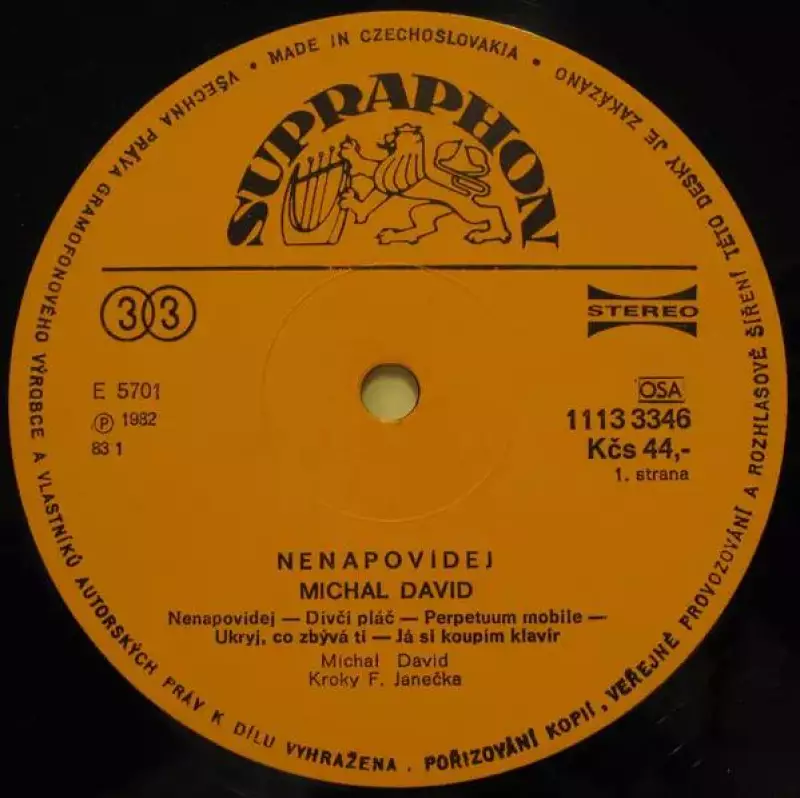 VŠECHNA PRÁVA GRAMOFONOVÉHO VÝROBCE A VLASTNÍKŮ AUTORSKÝCH PRÁV K DÍLU VYHRAŽENA . POŘIZOVÁNÍ KOPIÍ , VEŘEJNÉ PROVOZOVÁNÍ A ROZHLASOVÉ ŠÍŘENÍ TÉTO DESKY JE ZAKÁZÁNO
• MADE IN CZECHOSLOVAKIA •
SUPRAPHON
33
STEREO
E 5701
OSA
Ⓟ 1982
1113 3346
83 1
Kčs 44,-
1. strana
NENAPOVÍDEJ
MICHAL DAVID
Nenapovídej — Dívčí pláč — Perpetuum mobile —
Ukryj, co zbývá ti — Já si koupím klavír
Michal David
Kroky F. Janečka